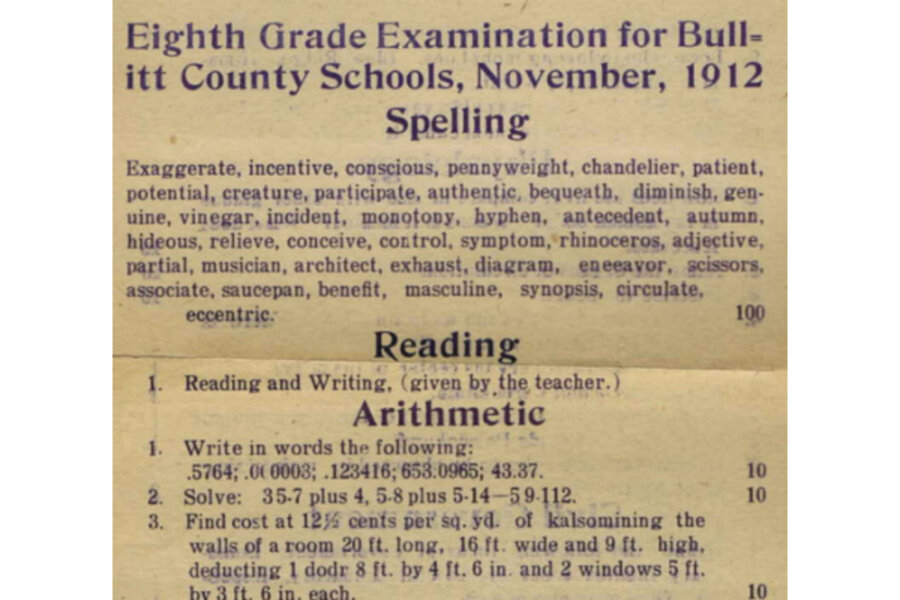 Eighth Grade Examination for Bull=
itt County Schools, November, 1912
Spelling
Exaggerate, incentive, conscious, pennyweight, chandelier, patient,
potential, creature, participate, authentic, bequeath, diminish, gen-
uine, vinegar, incident, monotony, hyphen, antecedent, autumn,
hideous, relieve, conceive, control, symptom, rhinoceros, adjective,
partial, musician, architect, exhaust, diagram, eneeavor, scissors,
associate, saucepan, benefit, masculine, synopsis, circulate,
eccentric. 100
Reading
1. Reading and Writing, (given by the teacher.)
Arithmetic
1. Write in words the following:
.5764; .000003; .123416; 653.0965; 43.37. 10
2. Solve: 35-7 plus 4, 5-8 plus 5-14—59-112. 10
3. Find cost at 12½ cents per sq. yd. of kalsomining the
walls of a room 20 ft. long, 16 ft. wide and 9 ft. high,
deducting 1 dodr 8 ft. by 4 ft. 6 in. and 2 windows 5 ft.
by 3 ft. 6 in. each. 10